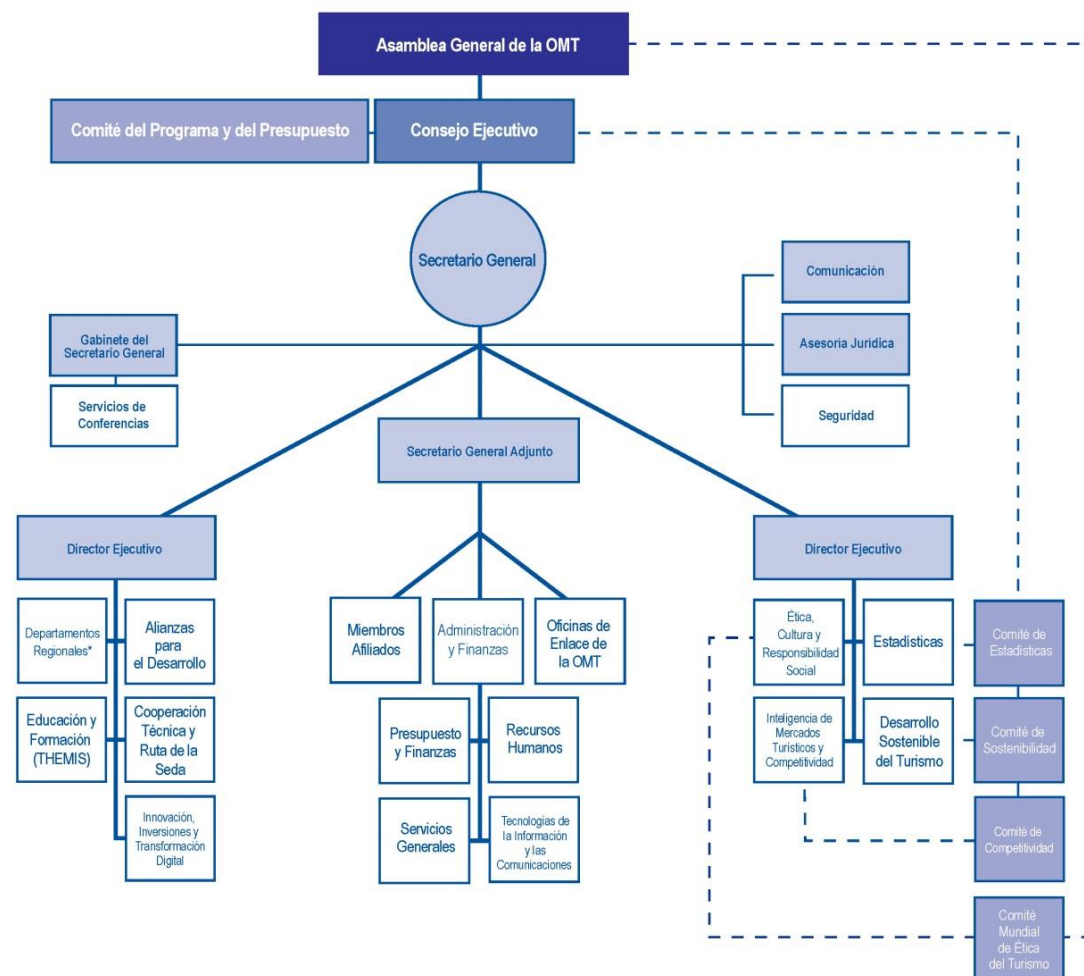 Asamblea General de la OMT
Comité del Programa y del Presupuesto
Consejo Ejecutivo
Secretario General
Comunicación
Gabinete del
Secretario General
Asesoría Jurídica
Servicios de
Conferencias
Seguridad
Secretario General Adjunto
Director Ejecutivo
Director Ejecutivo
Departamentos
Regionales*
Alianzas
para
el Desarrollo
Miembros
Afiliados
Administración
y Finanzas
Oficinas de
Enlace de
la OMT
Ética,
Cultura y
Responsabilidad
Social
Estadísticas
Comité de
Estadísticas
Educación y
Formación
(THEMIS)
Cooperación
Técnica y
Ruta de la
Seda
Presupuesto
y Finanzas
Recursos
Humanos
Inteligencia de
Mercados
Turísticos y
Competitividad
Desarrollo
Sostenible
del Turismo
Comité de
Sostenibilidad
Innovación,
Inversiones y
Transformación
Digital
Servicios
Generales
Tecnologías de
la Información
y las
Comunicaciones
Comité de
Competitividad
Comité
Mundial
de Ética
del Turismo